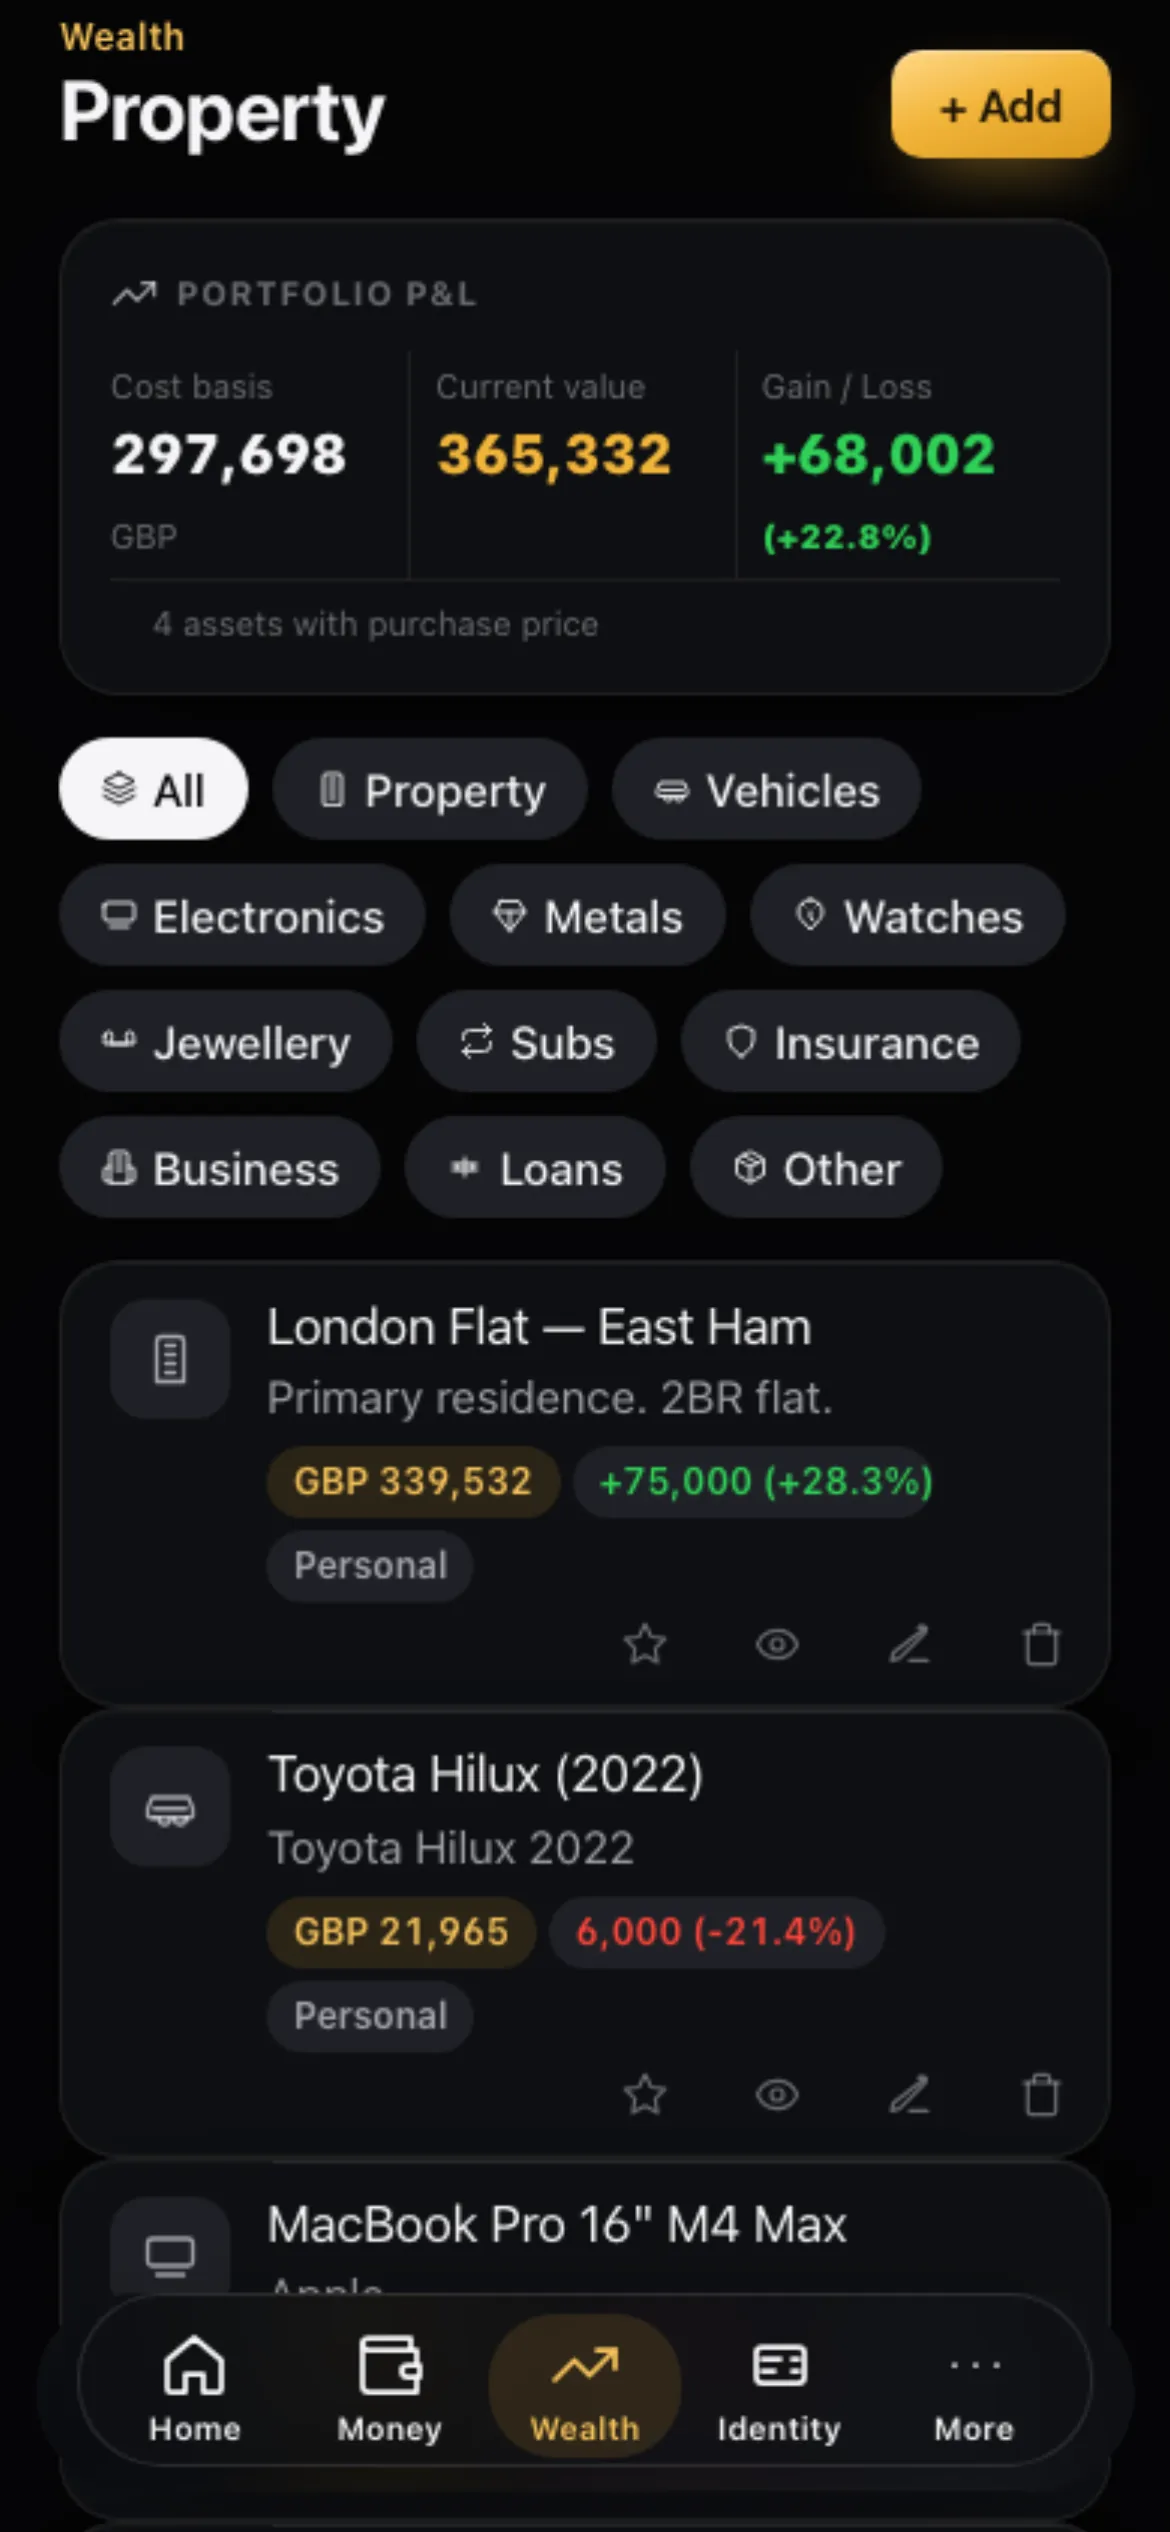 Wealth
Property
+ Add
PORTFOLIO P&L
Cost basis
Current value
Gain / Loss
297,698
365,332
+68,002
GBP
(+22.8%)
4 assets with purchase price
All
Property
Vehicles
Electronics
Metals
Watches
Jewellery
Subs
Insurance
Business
Loans
Other
London Flat — East Ham
Primary residence. 2BR flat.
GBP 339,532
+75,000 (+28.3%)
Personal
Toyota Hilux (2022)
Toyota Hilux 2022
GBP 21,965
6,000 (-21.4%)
Personal
MacBook Pro 16" M4 Max
Apple
Home
Money
Wealth
Identity
More